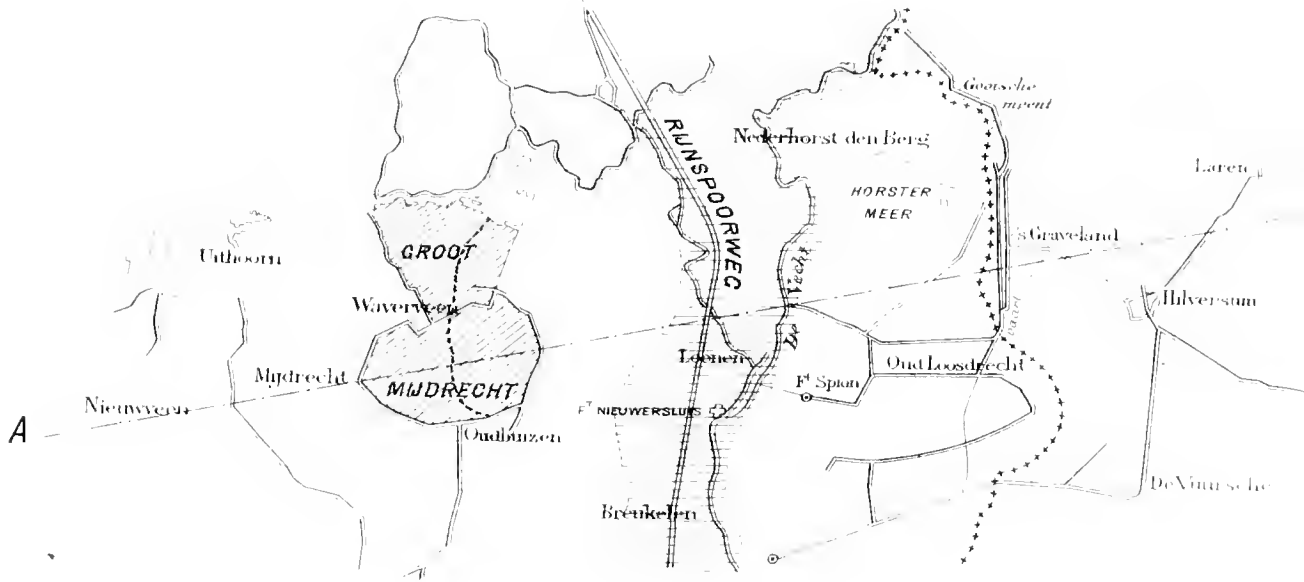 Gooische
meent
RIJNSPOORWEG
Nederhorst den Berg
Laren
HORSTER
MEER
's Graveland
GROOT
Uithoorn
De Vecht
Waverveen
Hilversum
vaart
Loenen
Oud Loosdrecht
Mijdrecht
MIJDRECHT
Ft Spion
Nieuwveen
FT NIEUWERSLUIS
A
Oudhuizen
De Vuursche
Breukelen